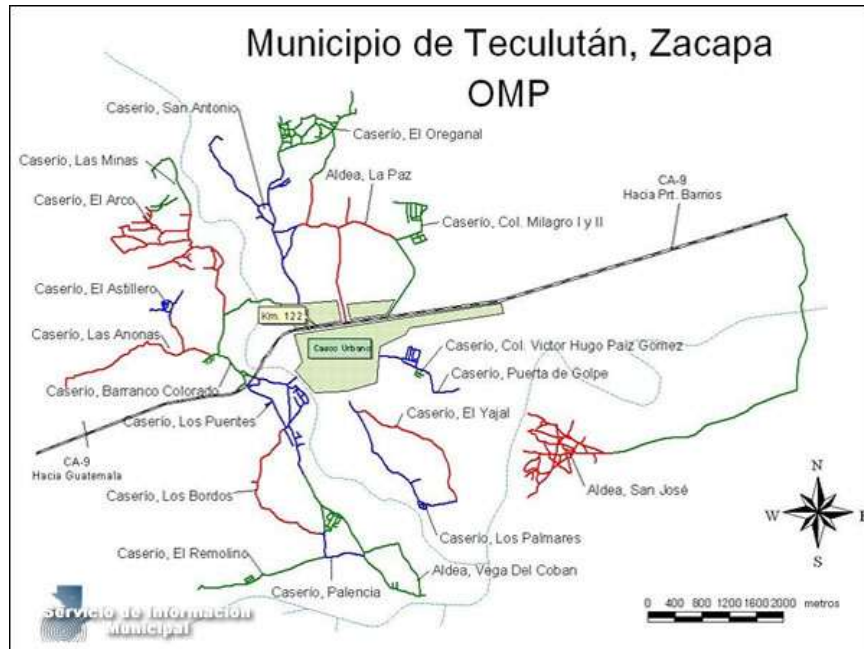 Municipio de Teculután, Zacapa
OMP
Caserío, San Antonio
Caserío, El Oreganal
Caserío, Las Minas
Aldea, La Paz
CA-9
Hacia Prt. Barrios
Caserío, El Arco
Caserío, Col. Milagro I y II
Caserío, El Astillero
Km. 122
Casco Urbano
Caserío, Las Anonas
Caserío, Col. Victor Hugo Paiz Gomez
Caserío, Puerta de Golpe
Caserío, Barranco Colorado
Caserío, El Yajal
Caserío, Los Puentes
CA-9
Hacia Guatemala
Aldea, San José
Caserío, Los Bordos
N
W
E
S
Caserío, Los Palmares
Caserío, El Remolino
Aldea, Vega Del Coban
Caserío, Palencia
0 400 800 1200 1600 2000 metros
Servicio de Información
Municipal